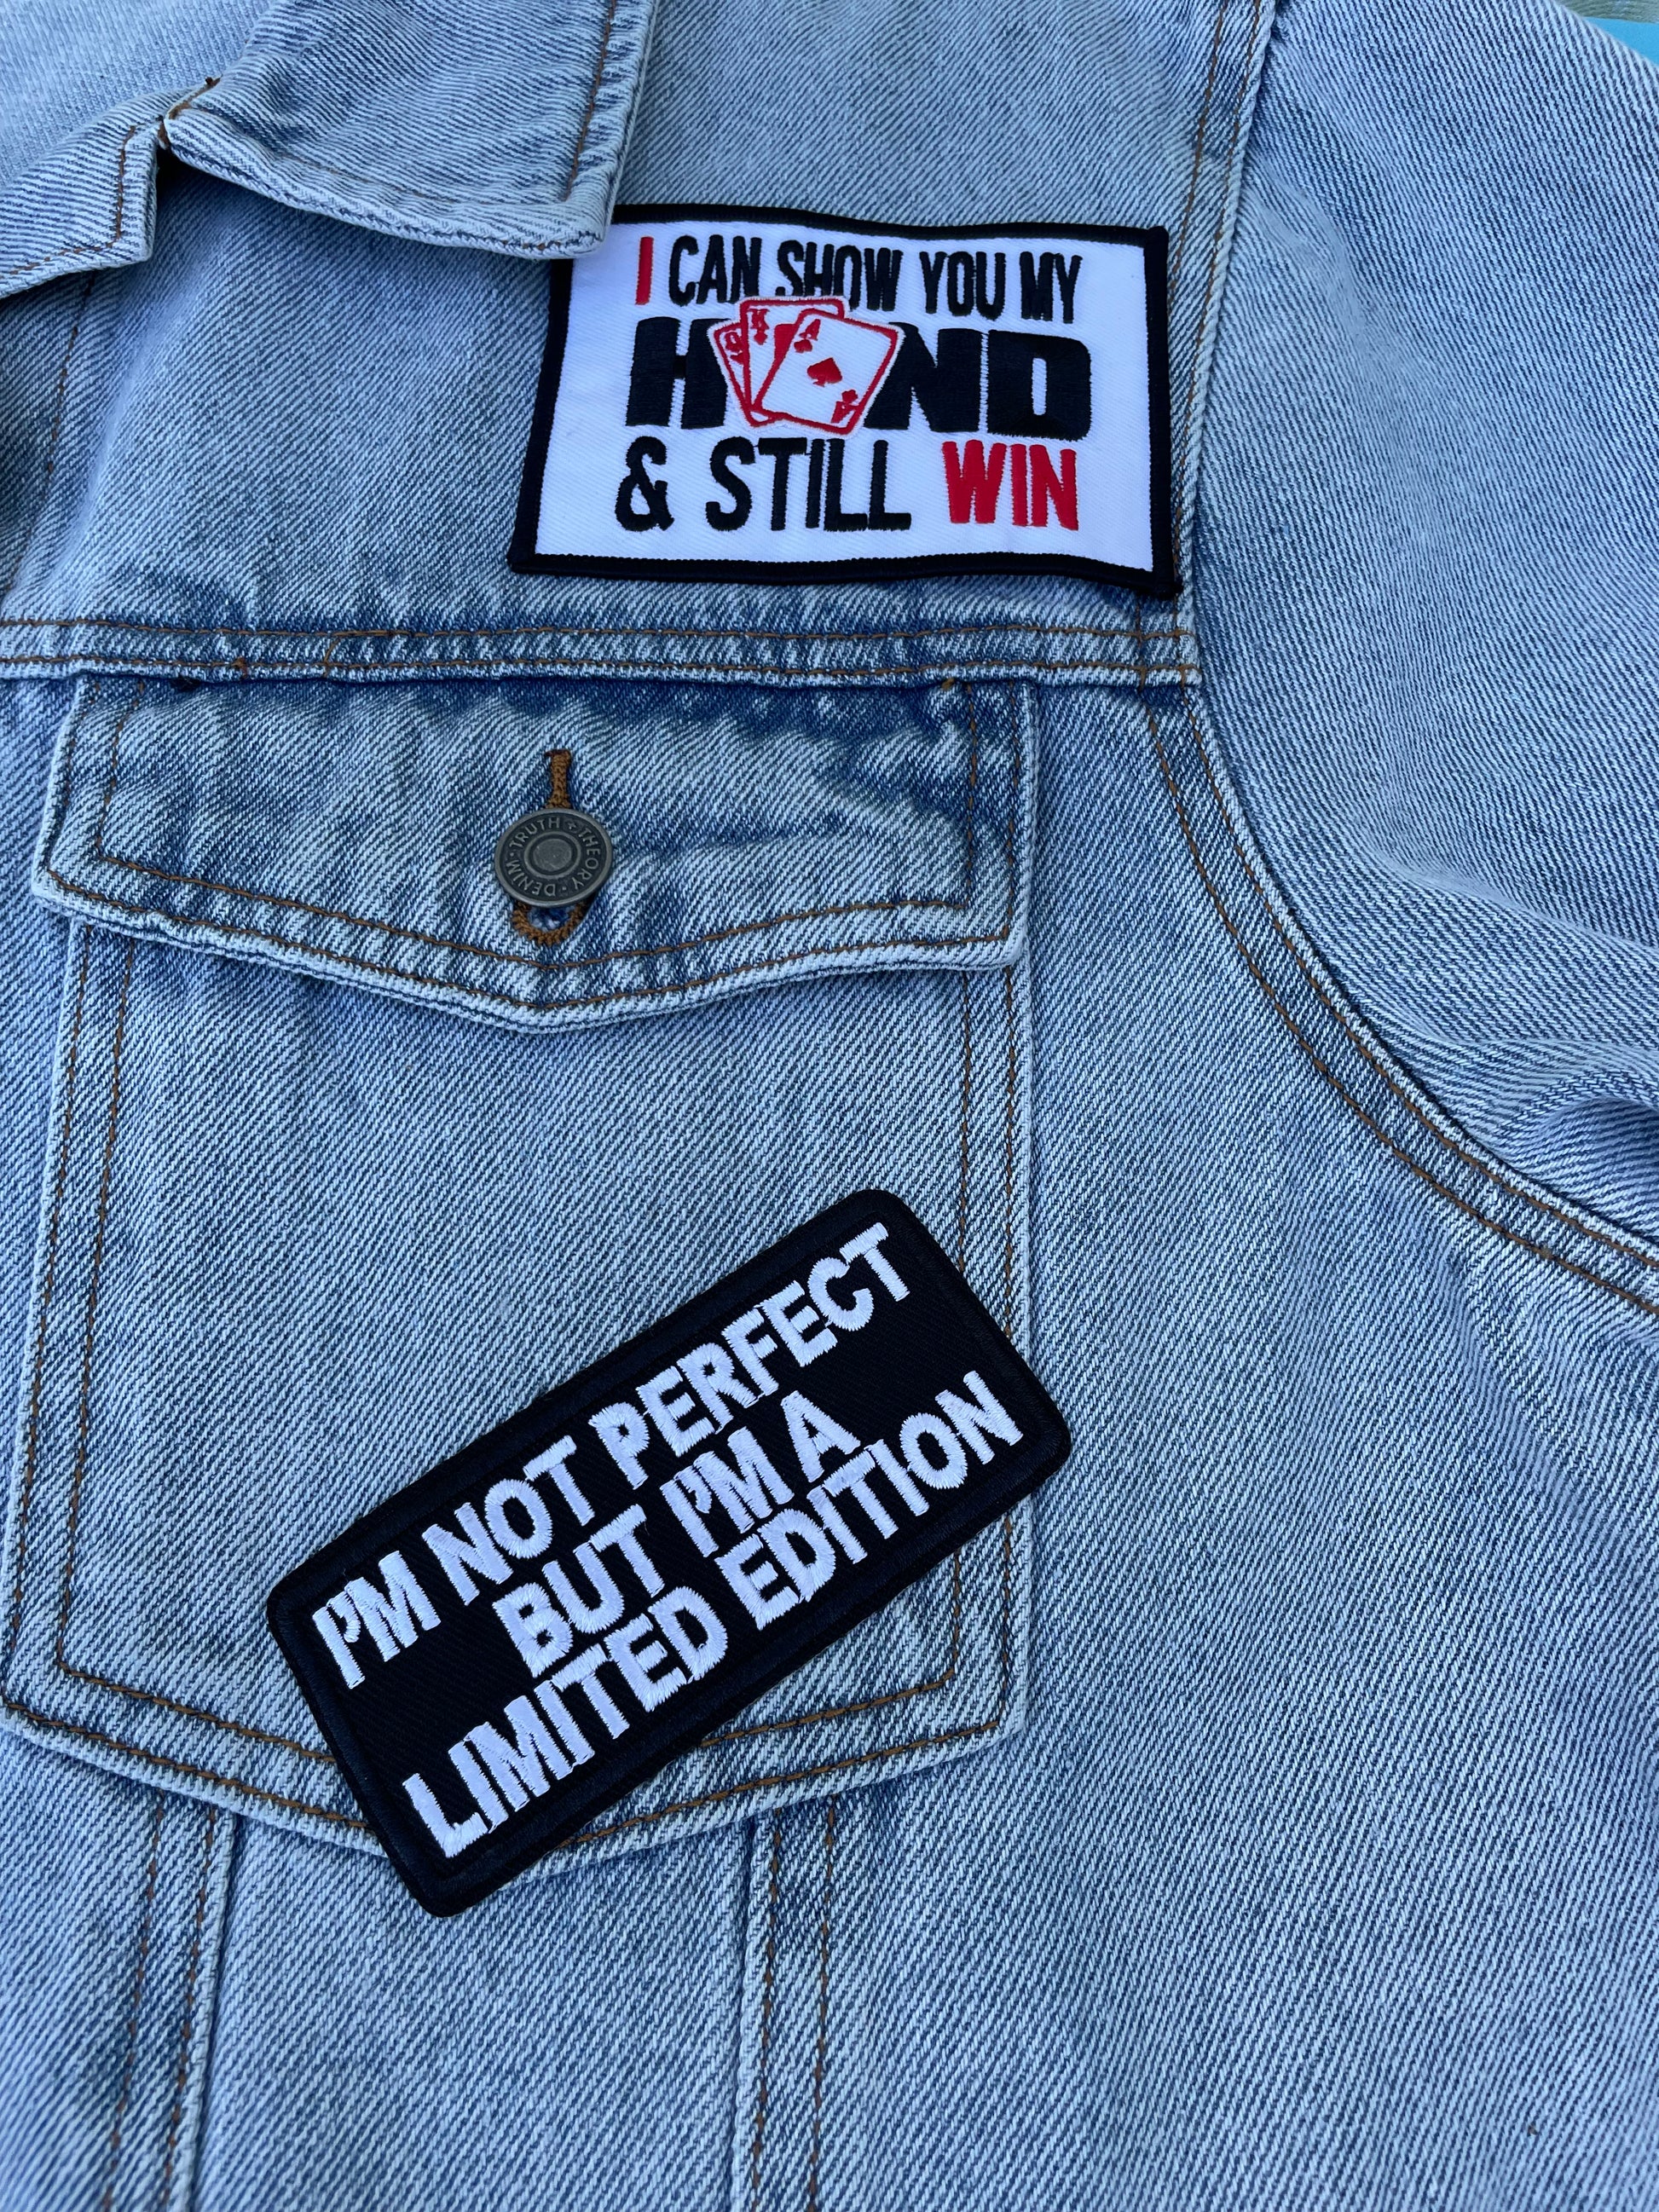 I CAN SHOW YOU MY
HAND
& STILL WIN
TRUTH + THEORY • DENIM •
I'M NOT PERFECT
BUT I'M A
LIMITED EDITION